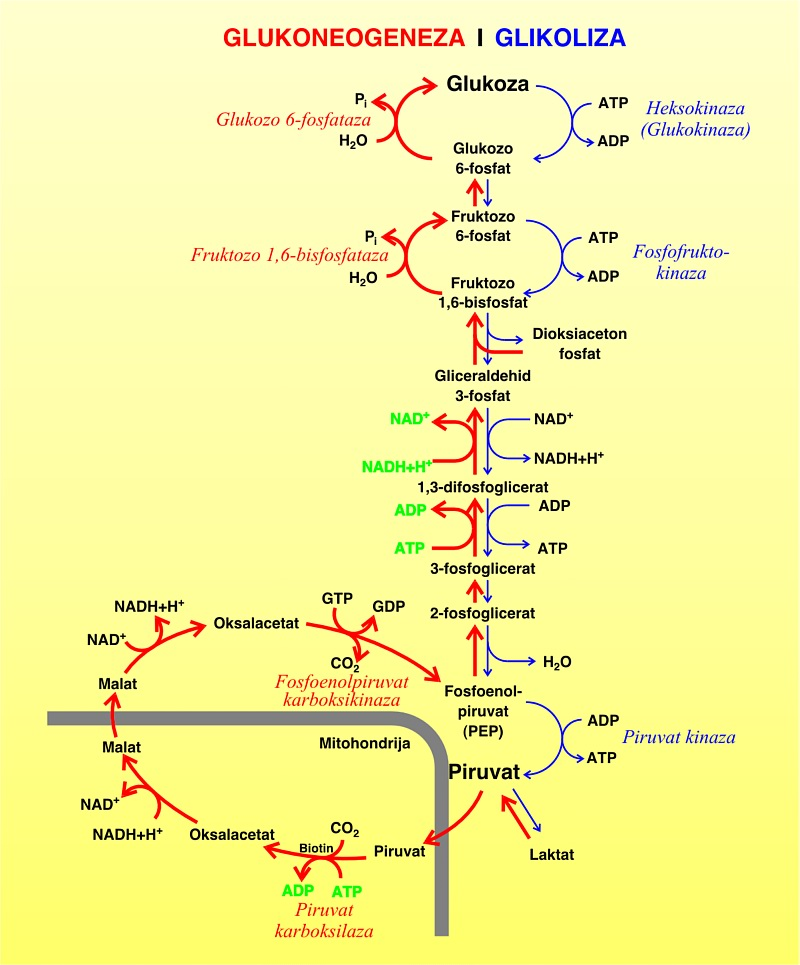 GLUKONEOGENEZA I GLIKOLIZA
Glukoza
Pi
Glukozo 6-fosfataza
H2O
ATP
ADP
Heksokinaza
(Glukokinaza)
Glukozo
6-fosfat
Fruktozo
6-fosfat
Pi
Fruktozo 1,6-bisfosfataza
H2O
ATP
ADP
Fosfofrukto-
kinaza
Fruktozo
1,6-bisfosfat
Dioksiaceton
fosfat
Gliceraldehid
3-fosfat
NAD+
NADH+H+
NAD+
NADH+H+
1,3-difosfoglicerat
ADP
ATP
ADP
ATP
3-fosfoglicerat
2-fosfoglicerat
H2O
NADH+H+
NAD+
Oksalacetat
GTP
GDP
CO2
Fosfoenolpiruvat
karboksikinaza
Malat
Fosfoenol-
piruvat
(PEP)
ADP
ATP
Piruvat kinaza
Malat
Mitohondrija
Piruvat
NAD+
NADH+H+
Oksalacetat
CO2
Biotin
Piruvat
Laktat
ADP
ATP
Piruvat
karboksilaza